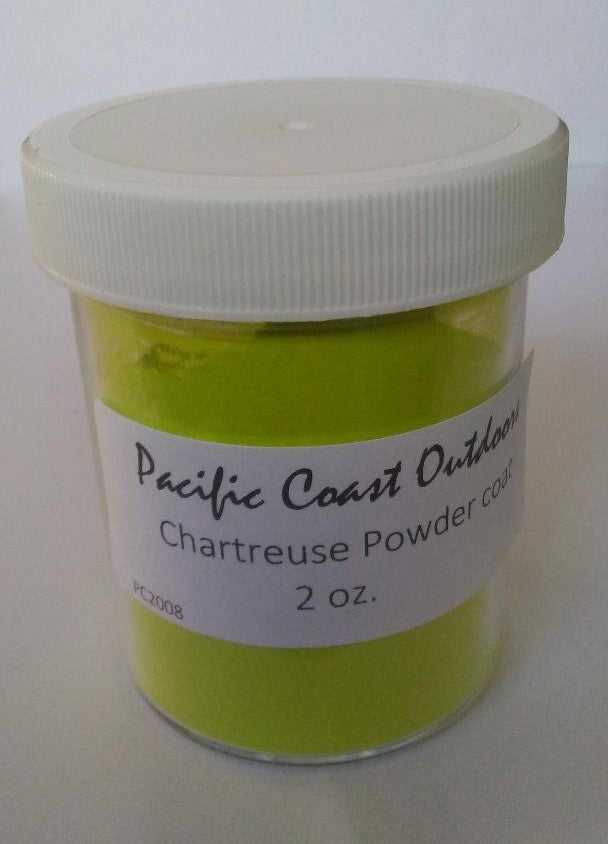 Pacific Coast Outdoors
Chartreuse Powder coat
2 oz.
PC2008